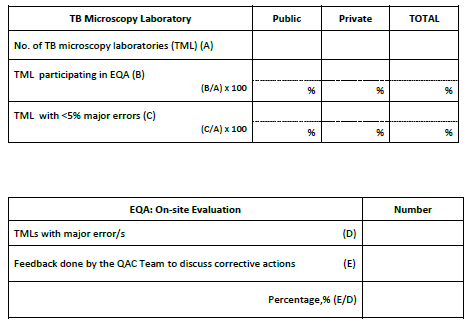 TB Microscopy Laboratory Public Private TOTAL
No. of TB microscopy laboratories (TML) (A)
TML participating in EQA (B)
(B/A) x 100 % % %
TML with <5% major errors (C)
(C/A) x 100 % % %
EQA: On-site Evaluation Number
TMLs with major error/s (D)
Feedback done by the QAC Team to discuss corrective actions (E)
Percentage,% (E/D)